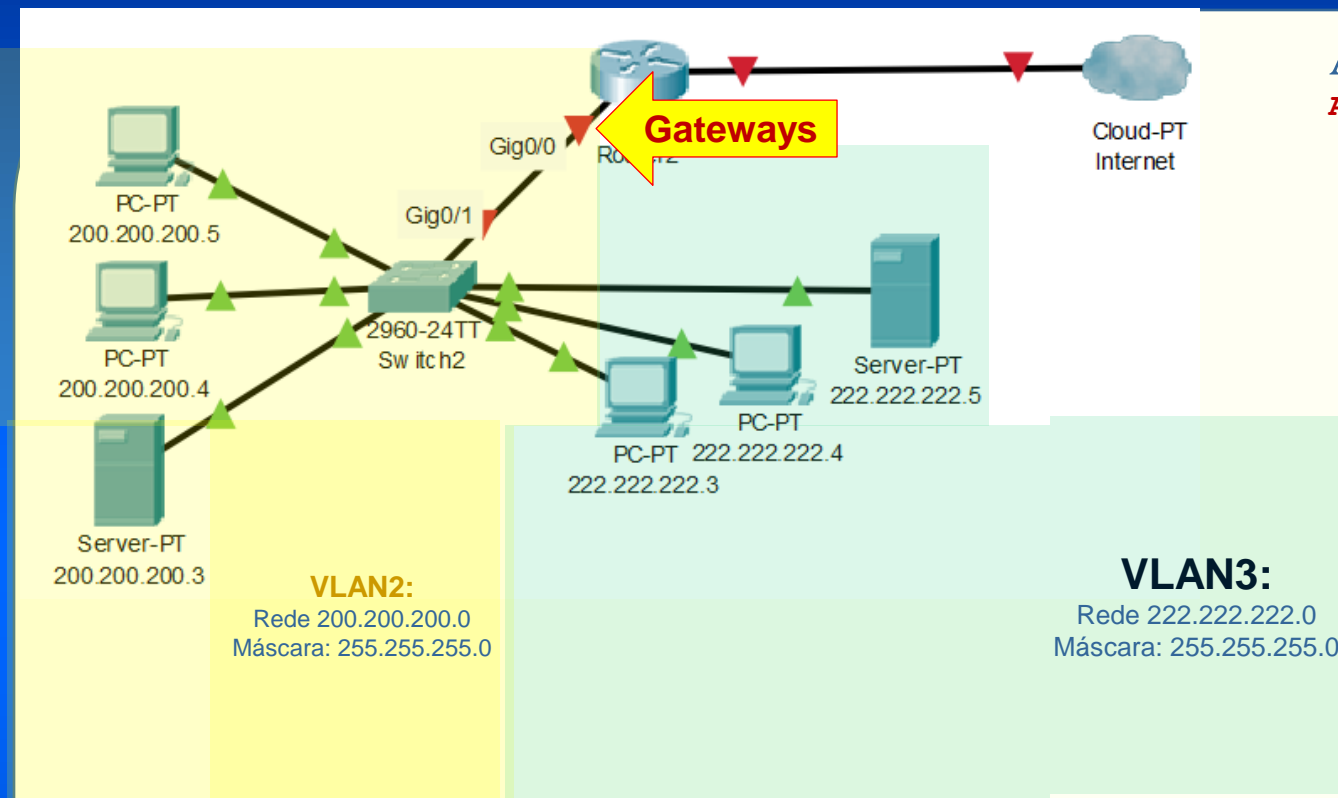 Gateways
Gig0/0
Cloud-PT
Internet
PC-PT
200.200.200.5
Gig0/1
2960-24TT
Switch2
PC-PT
200.200.200.4
Server-PT
222.222.222.5
PC-PT
222.222.222.4
PC-PT
222.222.222.3
Server-PT
200.200.200.3
VLAN2:
Rede 200.200.200.0
Máscara: 255.255.255.0
VLAN3:
Rede 222.222.222.0
Máscara: 255.255.255.0